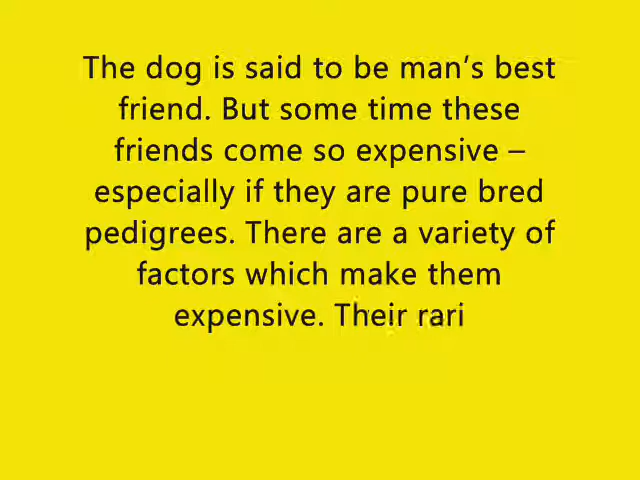 The dog is said to be man’s best
friend. But some time these
friends come so expensive –
especially if they are pure bred
pedigrees. There are a variety of
factors which make them
expensive. Their rari